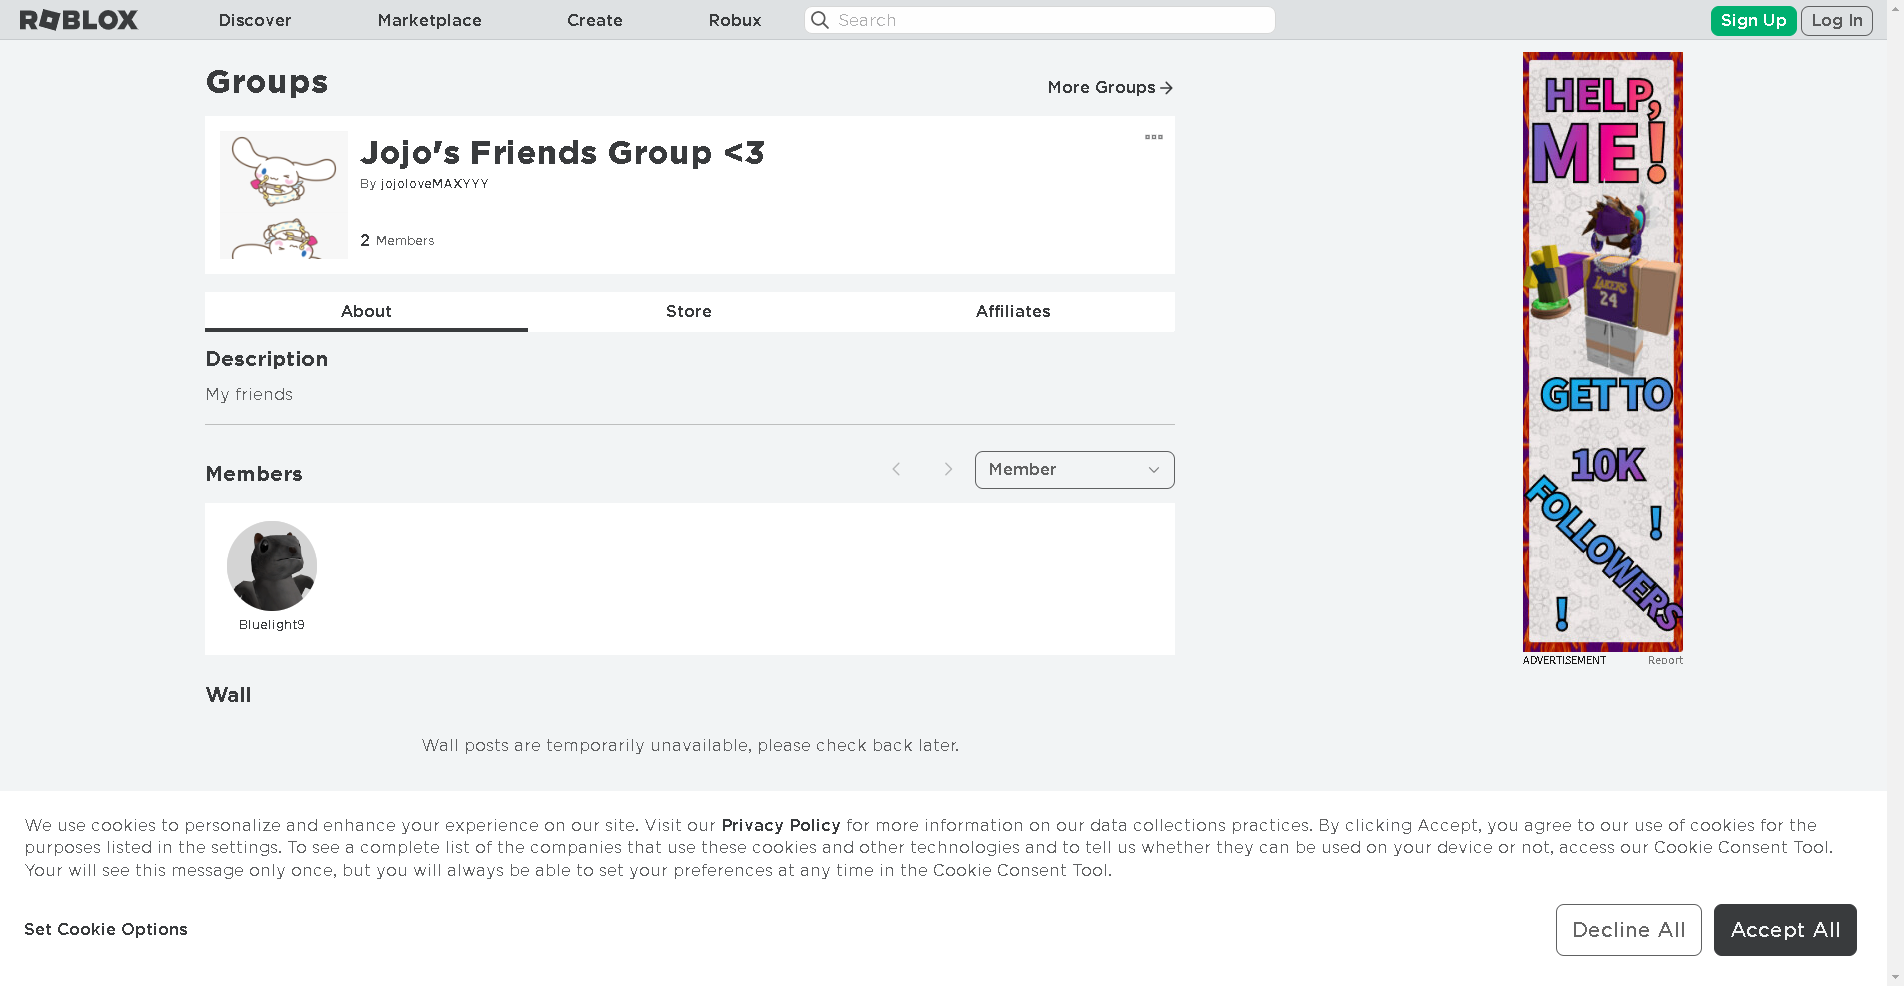 ROBLOX
Discover
Marketplace
Create
Robux
Search
Sign Up
Log In
Groups
More Groups
Jojo's Friends Group <3
By jojoloveMAXYYY
2 Members
About
Store
Affiliates
Description
My friends
Members
Member
Bluelight9
Wall
Wall posts are temporarily unavailable, please check back later.
HELP,
ME!
LAKERS
24
GET TO
10K
FOLLOWERS
!
!
ADVERTISEMENT
Report
We use cookies to personalize and enhance your experience on our site. Visit our Privacy Policy for more information on our data collections practices. By clicking Accept, you agree to our use of cookies for the
purposes listed in the settings. To see a complete list of the companies that use these cookies and other technologies and to tell us whether they can be used on your device or not, access our Cookie Consent Tool.
Your will see this message only once, but you will always be able to set your preferences at any time in the Cookie Consent Tool.
Set Cookie Options
Decline All
Accept All